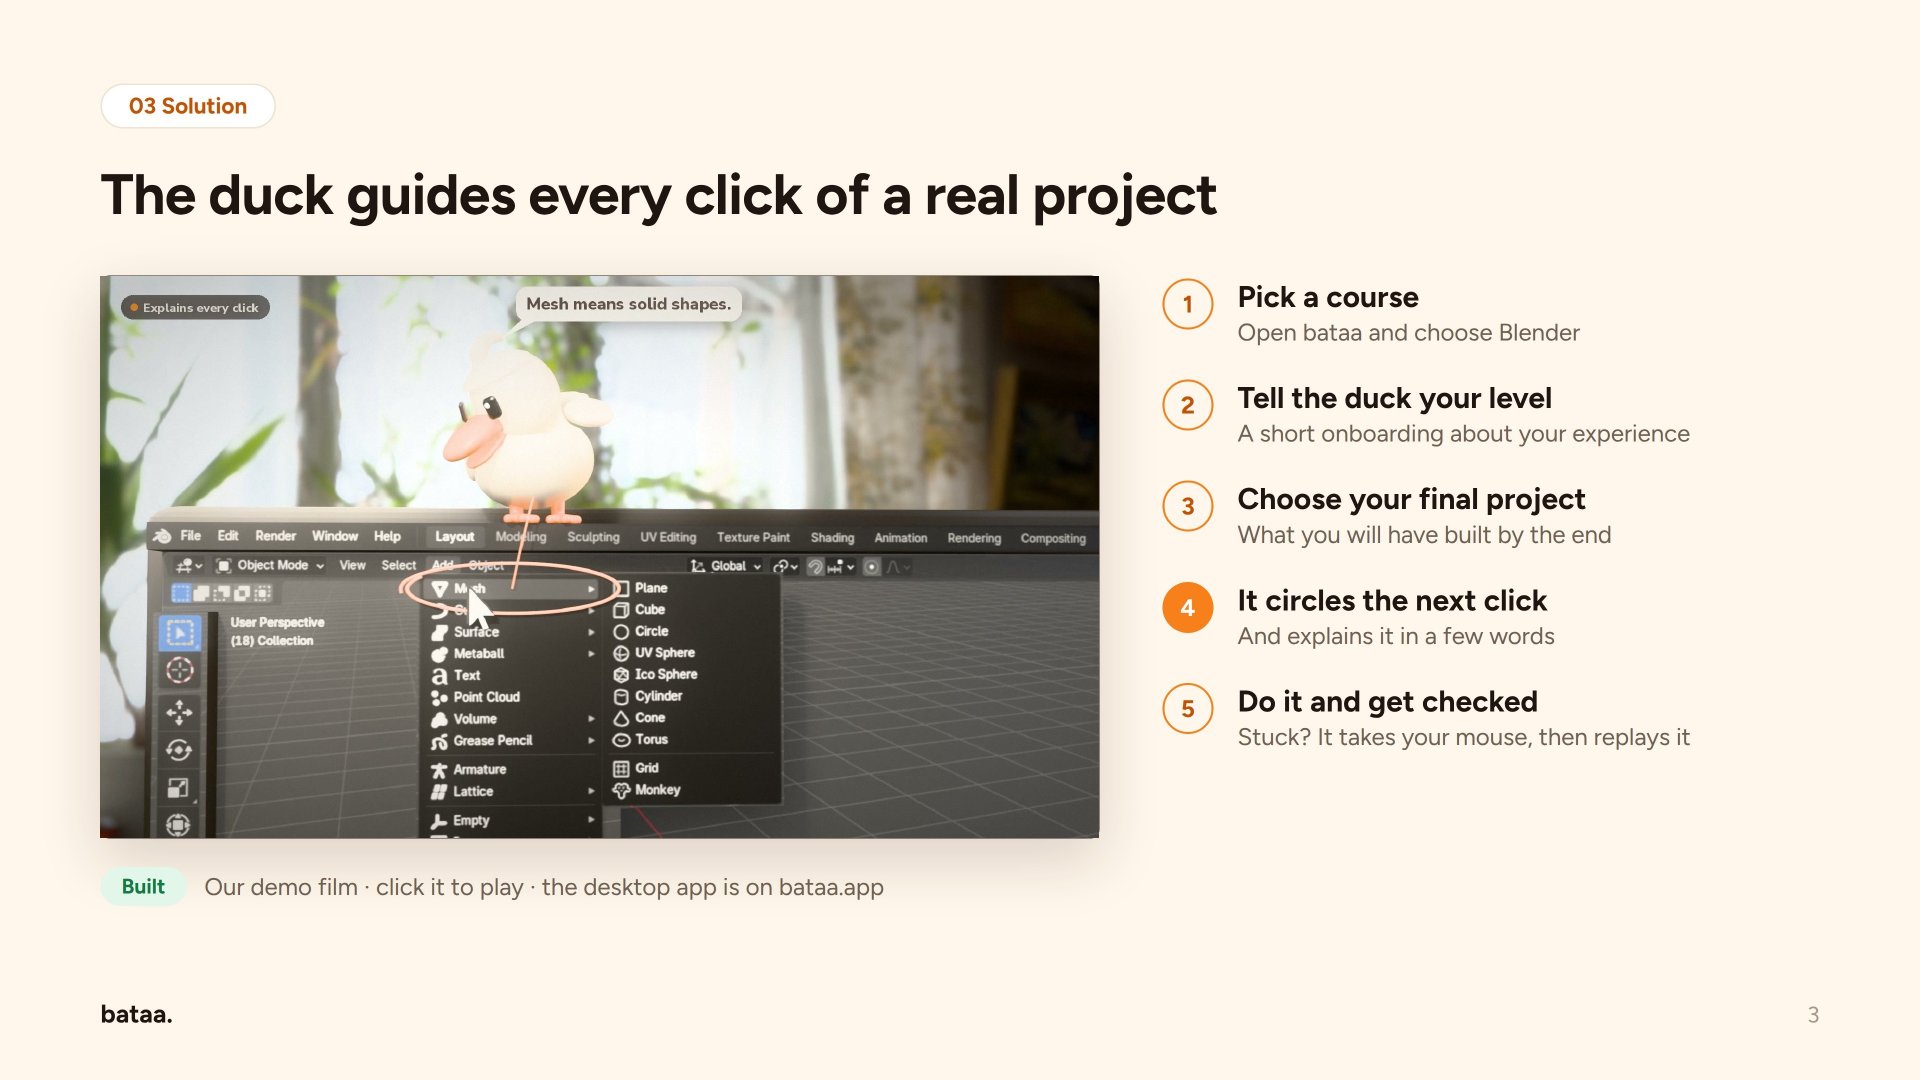 03 Solution
The duck guides every click of a real project
Explains every click
Mesh means solid shapes.
File Edit Render Window Help Layout Modeling Sculpting UV Editing Texture Paint Shading Animation Rendering Compositing
Object Mode View Select Add Object Global
User Perspective
(18) Collection
Mesh
Surface
Metaball
Text
Point Cloud
Volume
Grease Pencil
Armature
Lattice
Empty
Plane
Cube
Circle
UV Sphere
Ico Sphere
Cylinder
Cone
Torus
Grid
Monkey
Built
Our demo film · click it to play · the desktop app is on bataa.app
1
Pick a course
Open bataa and choose Blender
2
Tell the duck your level
A short onboarding about your experience
3
Choose your final project
What you will have built by the end
4
It circles the next click
And explains it in a few words
5
Do it and get checked
Stuck? It takes your mouse, then replays it
bataa.
3